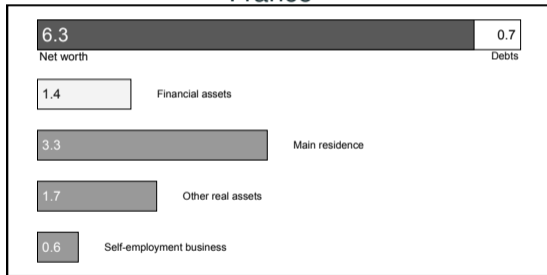 France
6.3 0.7
Net worth Debts
1.4 Financial assets
3.3 Main residence
1.7 Other real assets
0.6 Self-employment business